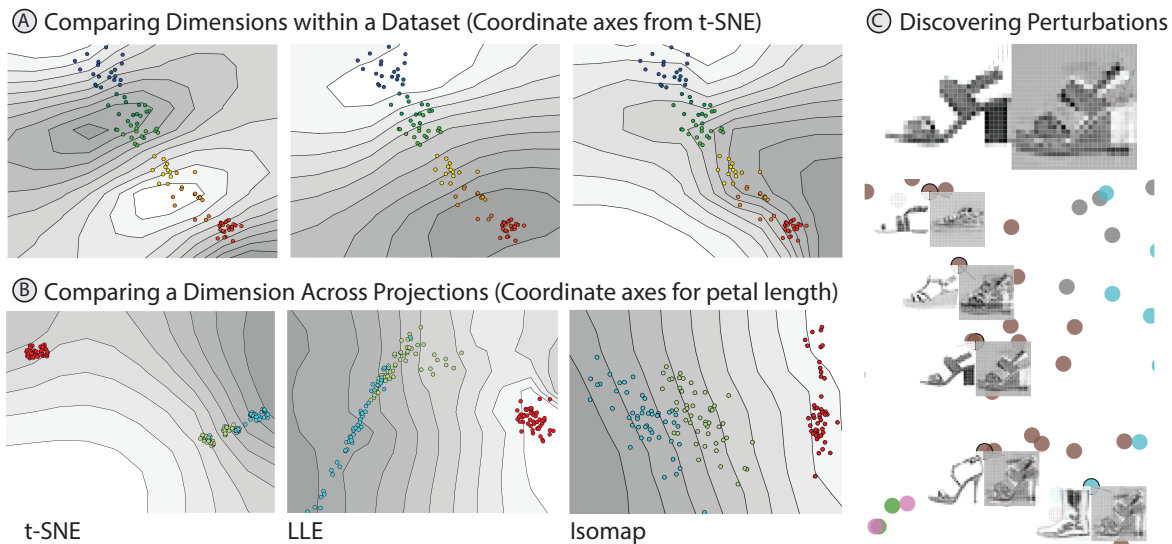 A Comparing Dimensions within a Dataset (Coordinate axes from t-SNE)
C Discovering Perturbations
B Comparing a Dimension Across Projections (Coordinate axes for petal length)
t-SNE
LLE
Isomap